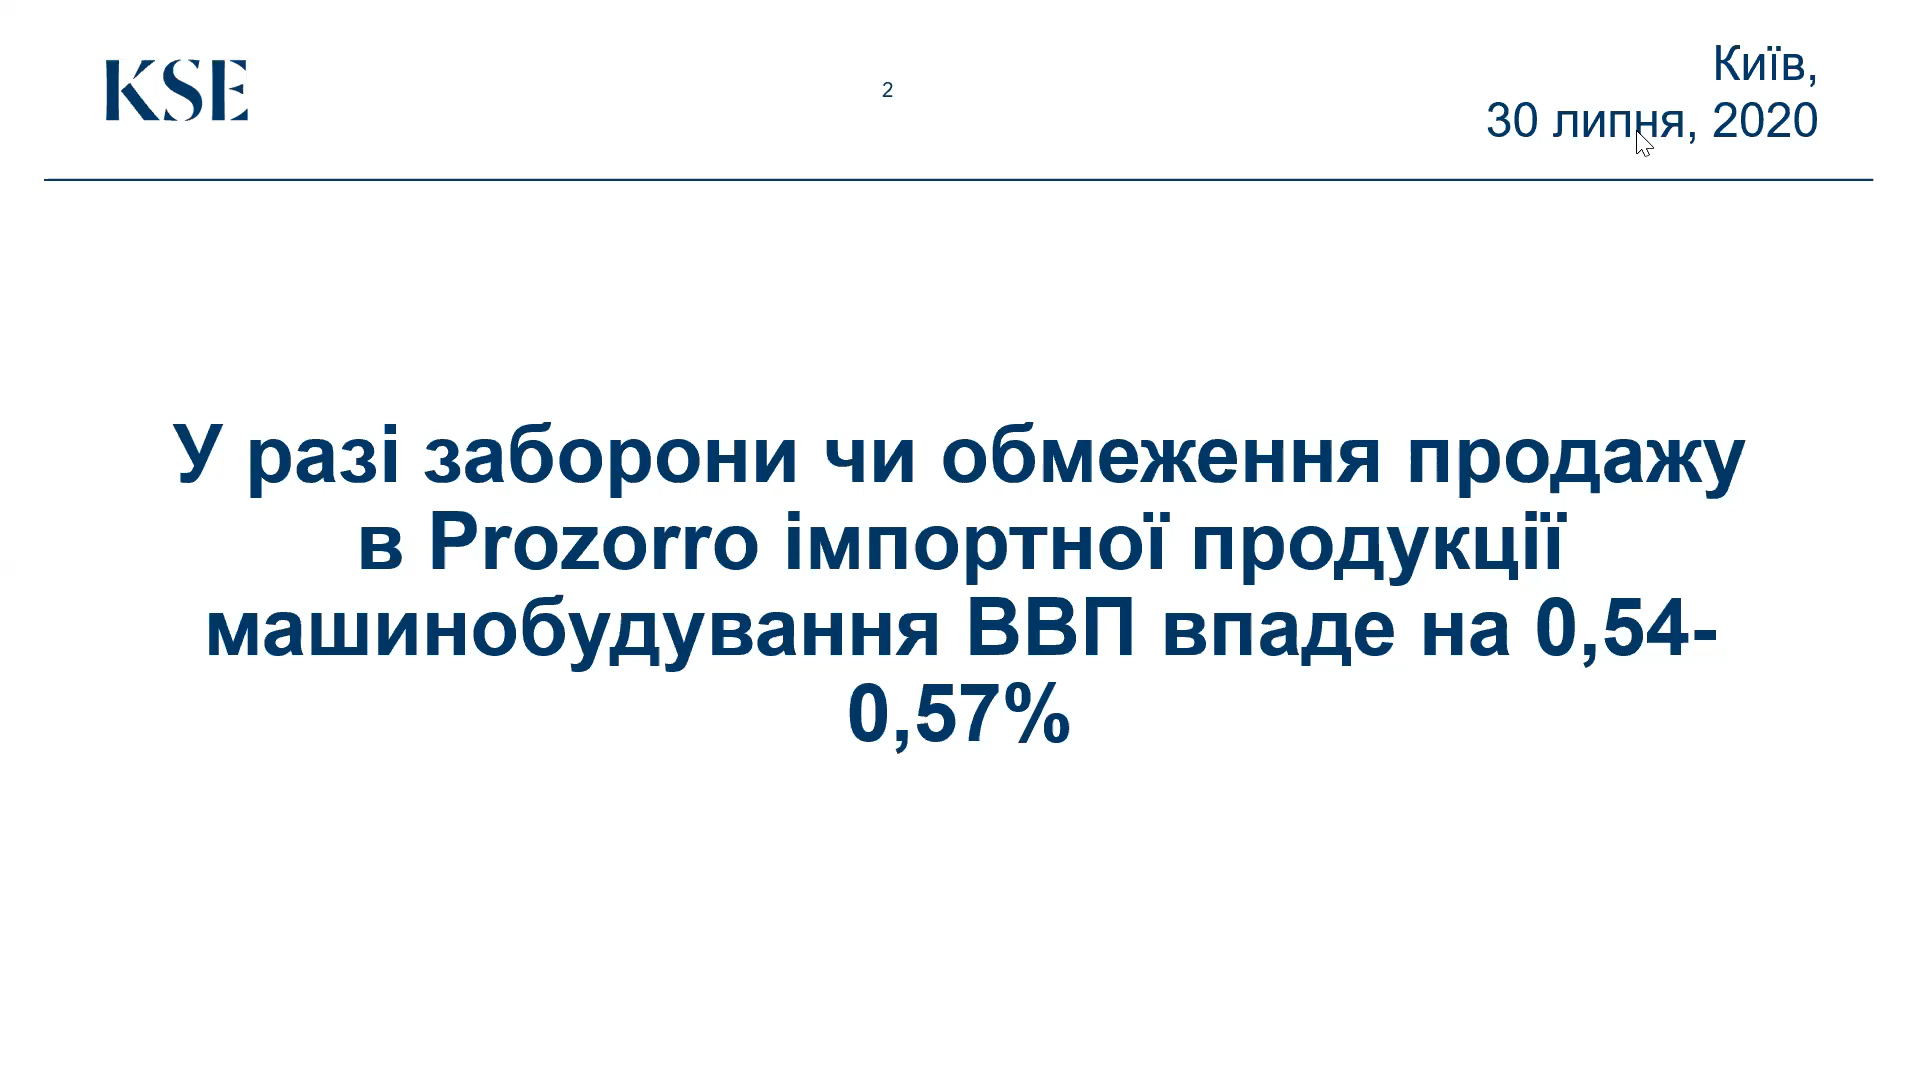 KSE
2
Київ,
30 липня, 2020
У разі заборони чи обмеження продажу
в Prozorro імпортної продукції
машинобудування ВВП впаде на 0,54-
0,57%